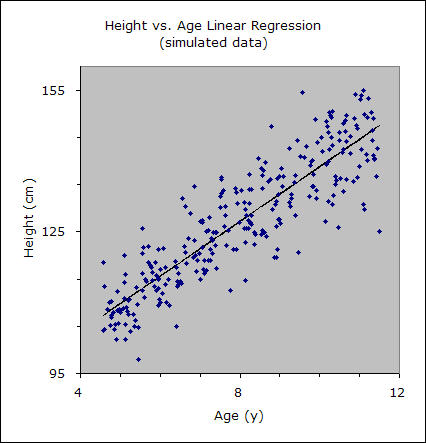 Height vs. Age Linear Regression
(simulated data)
155
125
95
Height (cm)
4
8
12
Age (y)